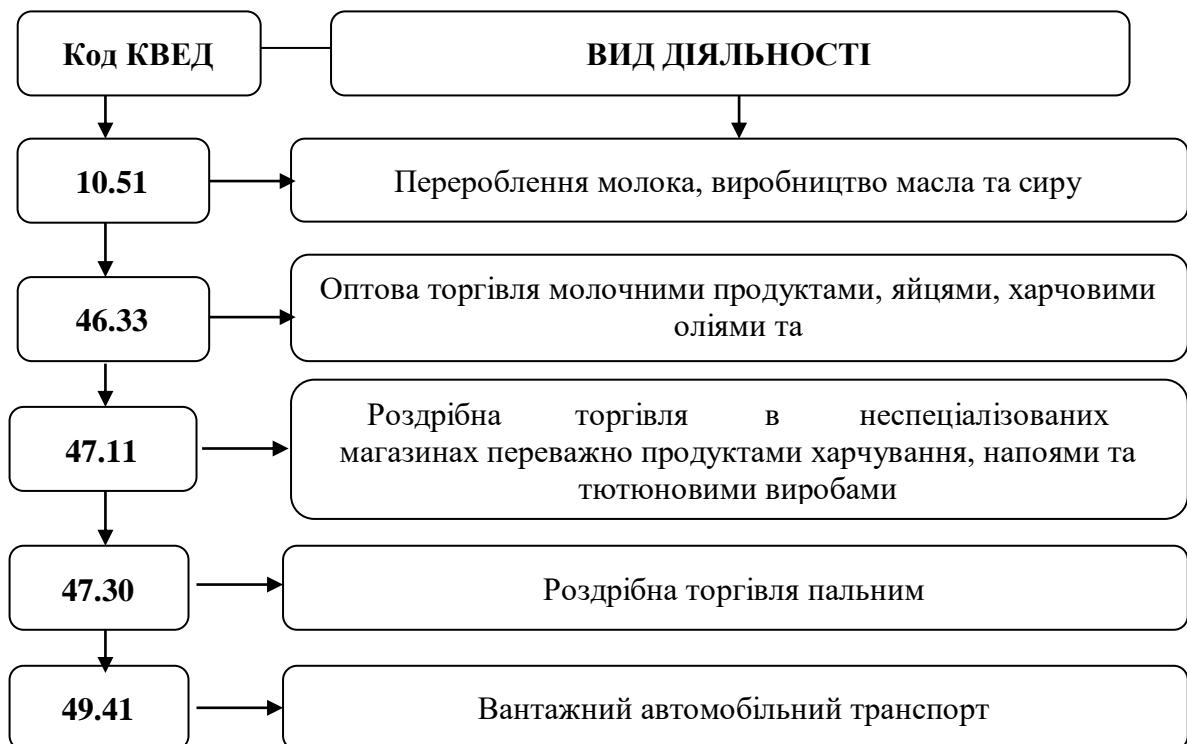 Код КВЕД
ВИД ДІЯЛЬНОСТІ
10.51
Перероблення молока, виробництво масла та сиру
46.33
Оптова торгівля молочними продуктами, яйцями, харчовими
оліями та
47.11
Роздрібна торгівля в неспеціалізованих
магазинах переважно продуктами харчування, напоями та
тютюновими виробами
47.30
Роздрібна торгівля пальним
49.41
Вантажний автомобільний транспорт